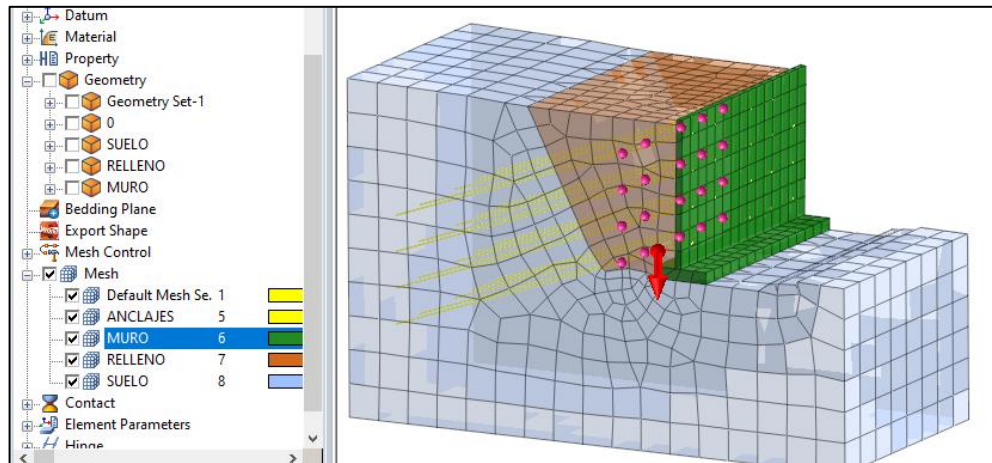 Datum
Material
Property
Geometry
Geometry Set-1
0
SUELO
RELLENO
MURO
Bedding Plane
Export Shape
Mesh Control
Mesh
Default Mesh Se. 1
ANCLAJES 5
MURO 6
RELLENO 7
SUELO 8
Contact
Element Parameters
Hinge